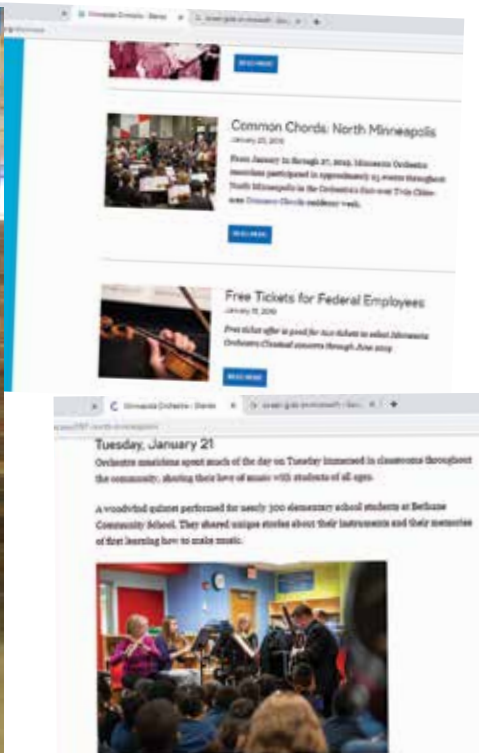 Minnesota Orchestra - Stories
READ MORE
Common Chords: North Minneapolis
January 23, 2019
From January 21 through 27, 2019, Minnesota Orchestra
musicians participated in approximately 25 events throughout
North Minneapolis in the Orchestra's first-ever Twin Cities-
area Common Chords residency week.
READ MORE
Free Tickets for Federal Employees
January 11, 2019
Free ticket offer is good for two tickets to select Minnesota
Orchestra Classical concerts through June 2019
READ MORE
Minnesota Orchestra - Stories
Tuesday, January 21
Orchestra musicians spent much of the day on Tuesday immersed in classrooms throughout
the community, sharing their love of music with students of all ages.
A woodwind quintet performed for nearly 300 elementary school students at Bethune
Community School. They shared unique stories about their instruments and their memories
of first learning how to make music.